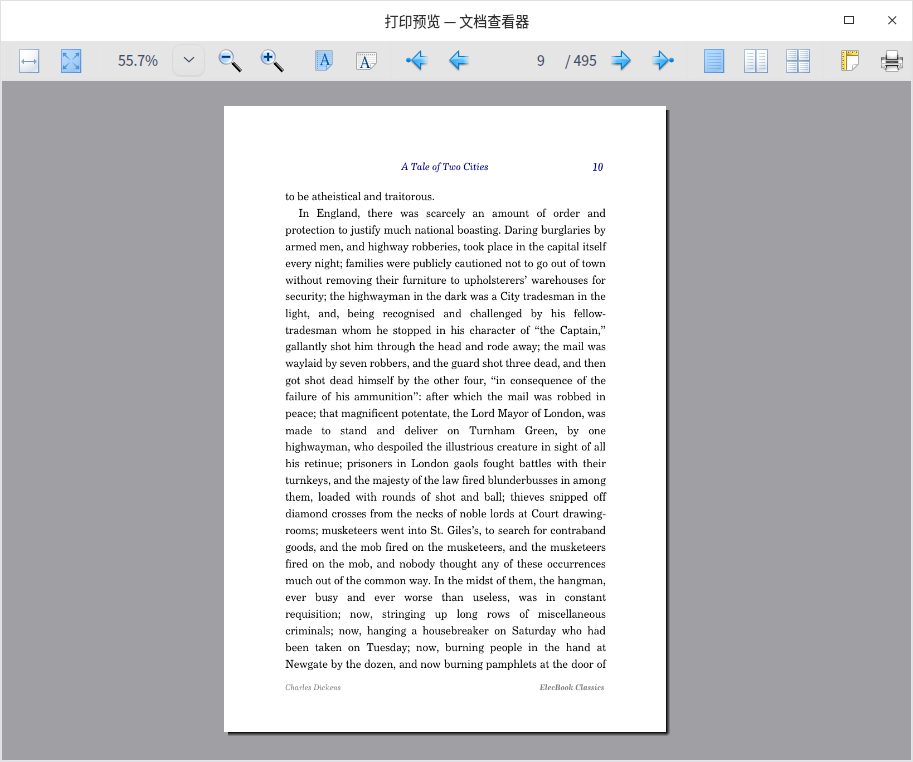 打印预览 — 文档查看器
55.7%
9 / 495
A Tale of Two Cities 10
to be atheistical and traitorous.
In England, there was scarcely an amount of order and
protection to justify much national boasting. Daring burglaries by
armed men, and highway robberies, took place in the capital itself
every night; families were publicly cautioned not to go out of town
without removing their furniture to upholsterers’ warehouses for
security; the highwayman in the dark was a City tradesman in the
light, and, being recognised and challenged by his fellow-
tradesman whom he stopped in his character of “the Captain,”
gallantly shot him through the head and rode away; the mail was
waylaid by seven robbers, and the guard shot three dead, and then
got shot dead himself by the other four, “in consequence of the
failure of his ammunition”: after which the mail was robbed in
peace; that magnificent potentate, the Lord Mayor of London, was
made to stand and deliver on Turnham Green, by one
highwayman, who despoiled the illustrious creature in sight of all
his retinue; prisoners in London gaols fought battles with their
turnkeys, and the majesty of the law fired blunderbusses in among
them, loaded with rounds of shot and ball; thieves snipped off
diamond crosses from the necks of noble lords at Court drawing-
rooms; musketeers went into St. Giles’s, to search for contraband
goods, and the mob fired on the musketeers, and the musketeers
fired on the mob, and nobody thought any of these occurrences
much out of the common way. In the midst of them, the hangman,
ever busy and ever worse than useless, was in constant
requisition; now, stringing up long rows of miscellaneous
criminals; now, hanging a housebreaker on Saturday who had
been taken on Tuesday; now, burning people in the hand at
Newgate by the dozen, and now burning pamphlets at the door of
Charles Dickens ElecBook Classics